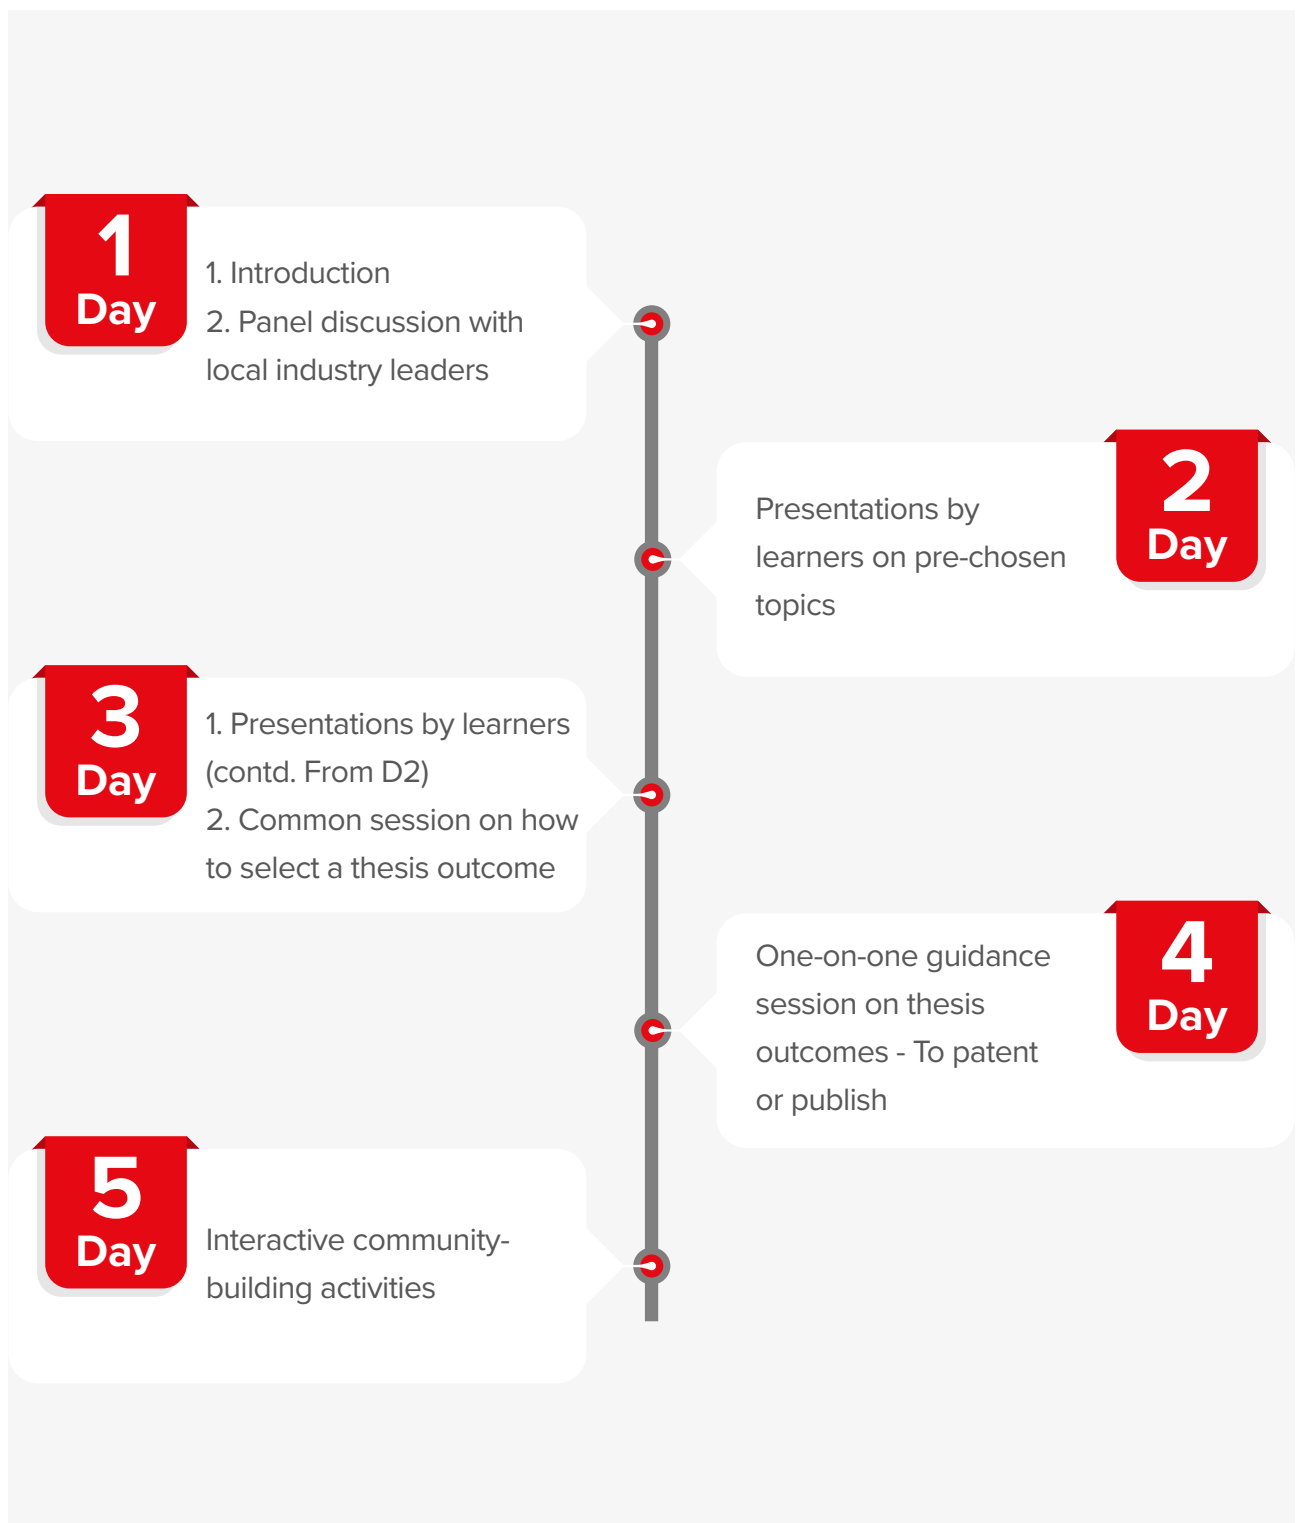 1
Day
1. Introduction
2. Panel discussion with
local industry leaders
2
Day
Presentations by
learners on pre-chosen
topics
3
Day
1. Presentations by learners
(contd. From D2)
2. Common session on how
to select a thesis outcome
4
Day
One-on-one guidance
session on thesis
outcomes - To patent
or publish
5
Day
Interactive community-
building activities